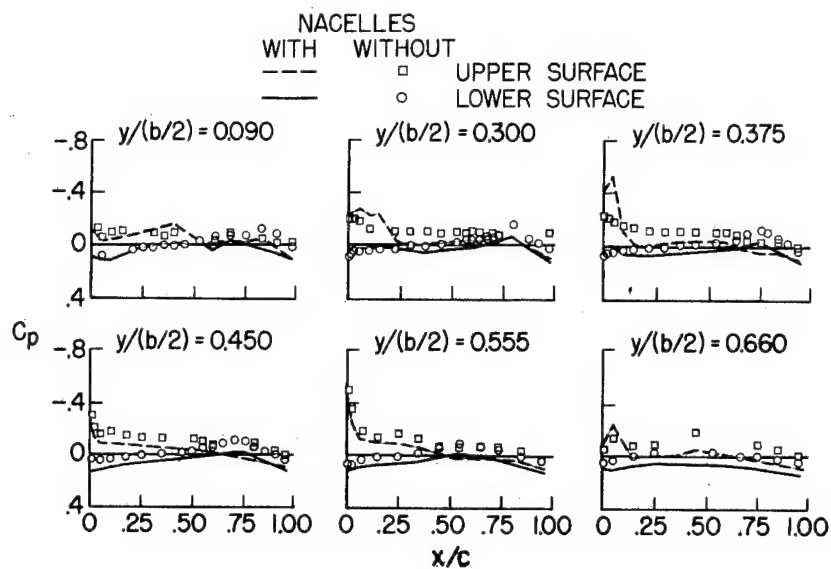 NACELLES
WITH WITHOUT
UPPER SURFACE
LOWER SURFACE
y/(b/2) = 0.090
y/(b/2) = 0.300
y/(b/2) = 0.375
-.8
-.4
0
.4
Cp
y/(b/2) = 0.450
y/(b/2) = 0.555
y/(b/2) = 0.660
-.8
-.4
0
.4
0 .25 .50 .75 1.00 0 .25 .50 .75 1.00 0 .25 .50 .75 1.00
x/c